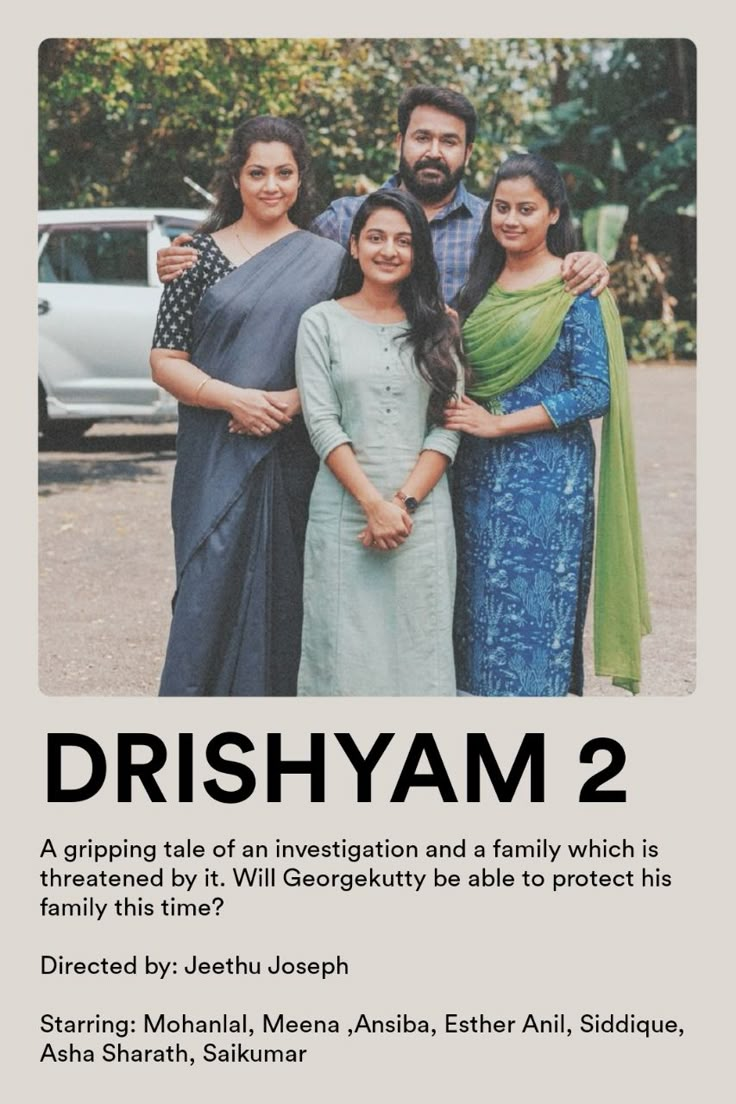 DRISHYAM 2
A gripping tale of an investigation and a family which is
threatened by it. Will Georgekutty be able to protect his
family this time?
Directed by: Jeethu Joseph
Starring: Mohanlal, Meena ,Ansiba, Esther Anil, Siddique,
Asha Sharath, Saikumar